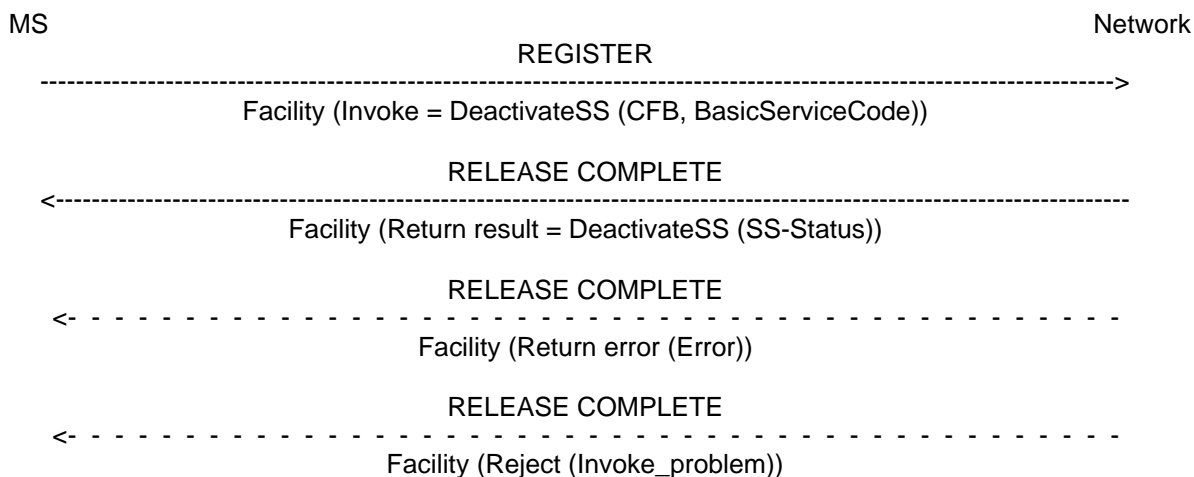 MS Network
REGISTER
Facility (Invoke = DeactivateSS (CFB, BasicServiceCode))
RELEASE COMPLETE
Facility (Return result = DeactivateSS (SS-Status))
RELEASE COMPLETE
Facility (Return error (Error))
RELEASE COMPLETE
Facility (Reject (Invoke_problem))